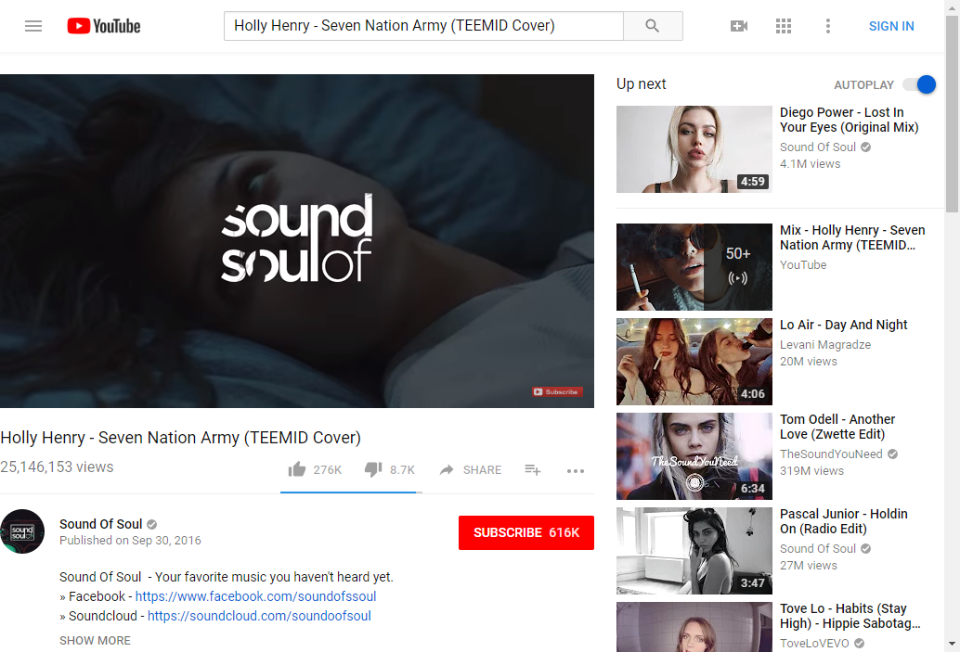 YouTube
Holly Henry - Seven Nation Army (TEEMID Cover)
SIGN IN
sound
soulof
Subscribe
Holly Henry - Seven Nation Army (TEEMID Cover)
25,146,153 views
276K
8.7K
SHARE
sound
soulof
Sound Of Soul
Published on Sep 30, 2016
SUBSCRIBE 616K
Sound Of Soul - Your favorite music you haven't heard yet.
» Facebook - https://www.facebook.com/soundofssoul
» Soundcloud - https://soundcloud.com/soundoofsoul
SHOW MORE
Up next
AUTOPLAY
4:59
Diego Power - Lost In
Your Eyes (Original Mix)
Sound Of Soul
4.1M views
50+
Mix - Holly Henry - Seven
Nation Army (TEEMID…
YouTube
4:06
Lo Air - Day And Night
Levani Magradze
20M views
TheSoundYouNeed
6:34
Tom Odell - Another
Love (Zwette Edit)
TheSoundYouNeed
319M views
3:47
Pascal Junior - Holdin
On (Radio Edit)
Sound Of Soul
27M views
Tove Lo - Habits (Stay
High) - Hippie Sabotag…
ToveLoVEVO